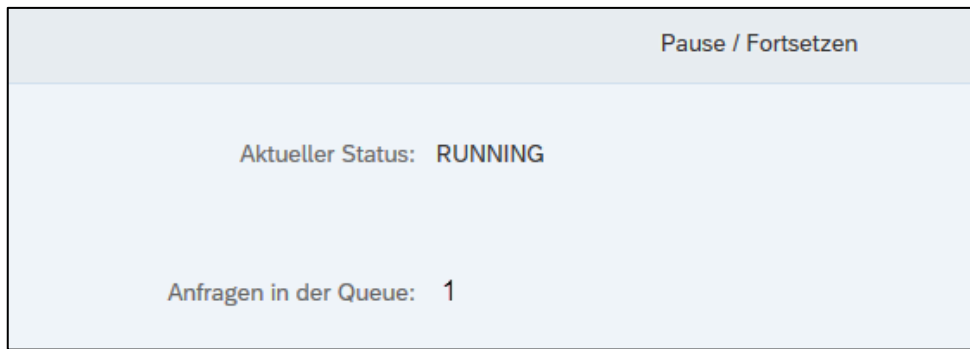 Pause / Fortsetzen
Aktueller Status: RUNNING
Anfragen in der Queue: 1